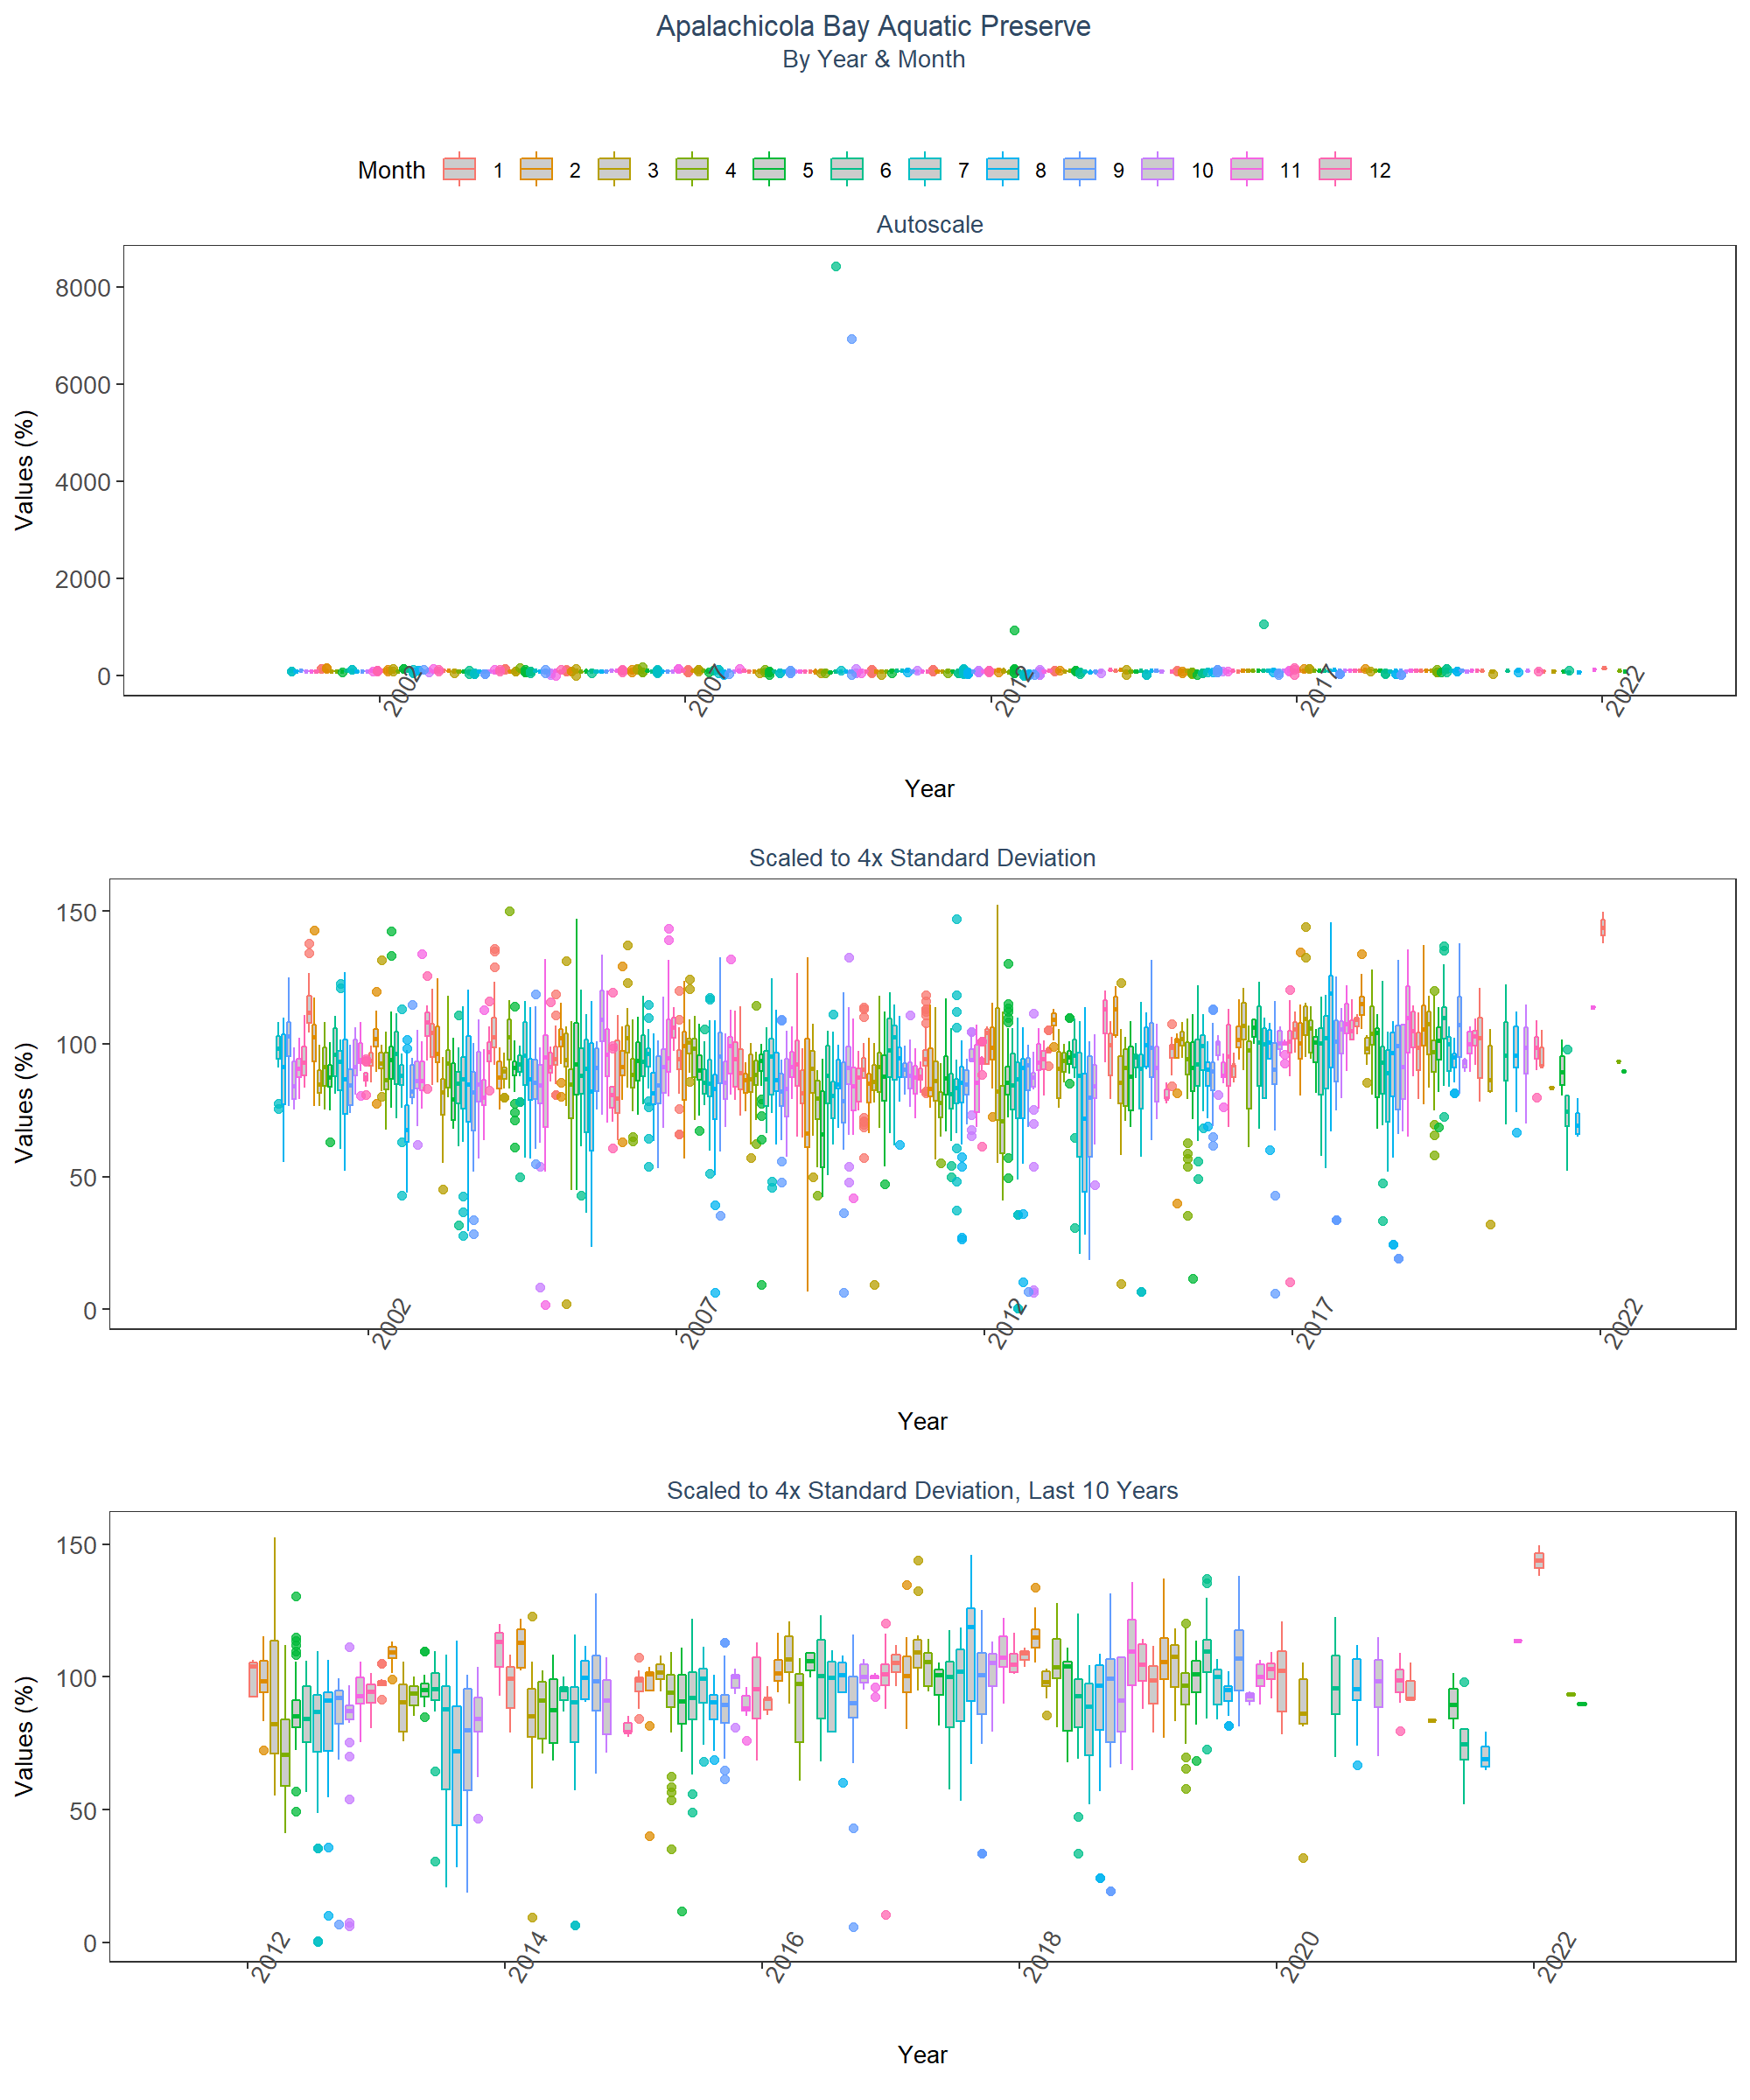 Apalachicola Bay Aquatic Preserve
By Year & Month
Month 1 2 3 4 5 6 7 8 9 10 11 12
Autoscale
Values (%)
8000
6000
4000
2000
0
2002 2007 2012 2017 2022
Year
Scaled to 4x Standard Deviation
Values (%)
150
100
50
0
2002 2007 2012 2017 2022
Year
Scaled to 4x Standard Deviation, Last 10 Years
Values (%)
150
100
50
0
2012 2014 2016 2018 2020 2022
Year